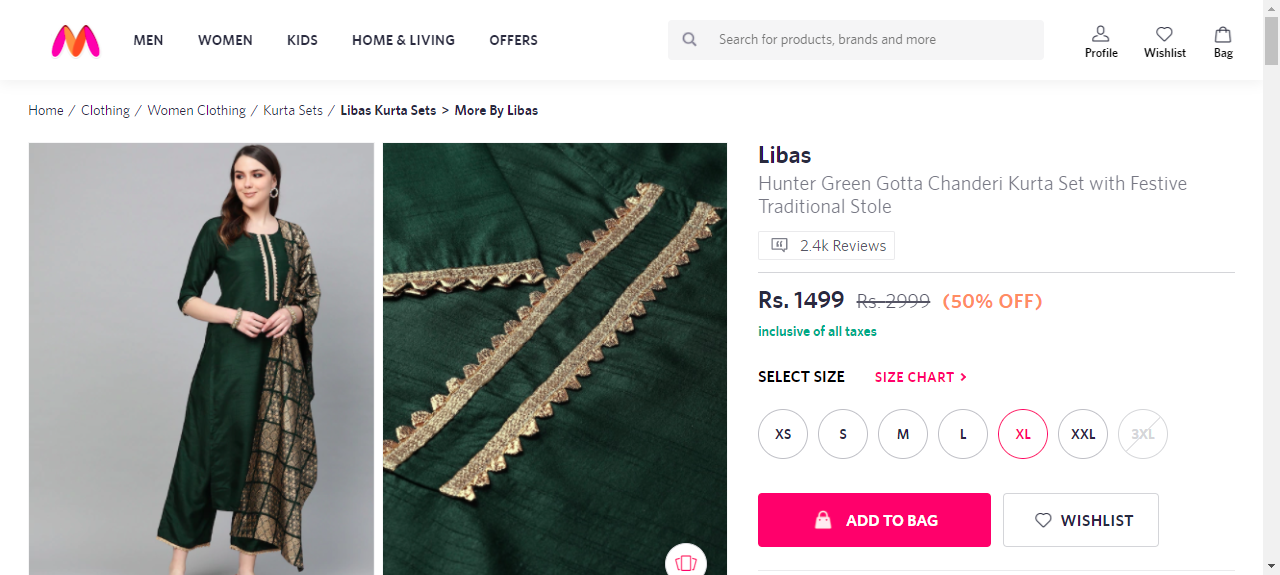 MEN WOMEN KIDS HOME & LIVING OFFERS Search for products, brands and more Profile Wishlist Bag
Home / Clothing / Women Clothing / Kurta Sets / Libas Kurta Sets > More By Libas
Libas
Hunter Green Gotta Chanderi Kurta Set with Festive
Traditional Stole
2.4k Reviews
Rs. 1499 Rs. 2999 (50% OFF)
inclusive of all taxes
SELECT SIZE SIZE CHART >
XS S M L XL XXL 3XL
ADD TO BAG WISHLIST